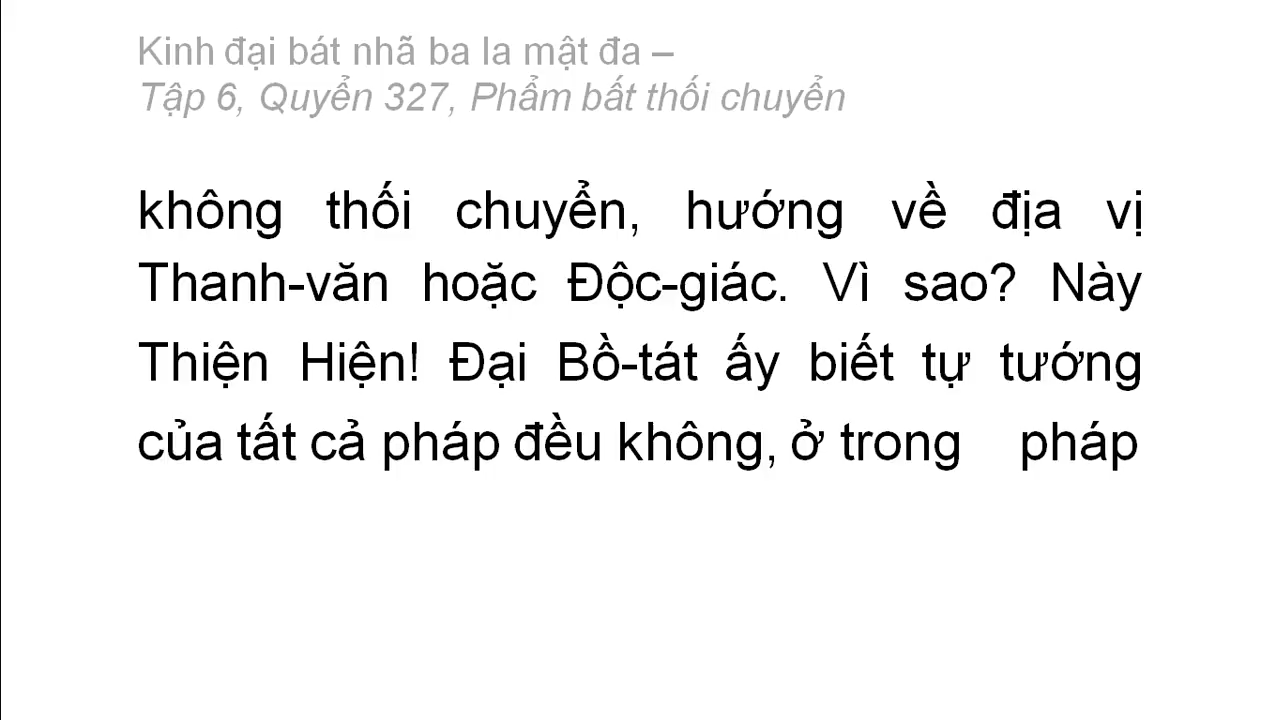 Kinh đại bát nhã ba la mật đa –
Tập 6, Quyển 327, Phẩm bất thối chuyển
không thối chuyển, hướng về địa vị
Thanh-văn hoặc Độc-giác. Vì sao? Này
Thiện Hiện! Đại Bồ-tát ấy biết tự tướng
của tất cả pháp đều không, ở trong pháp